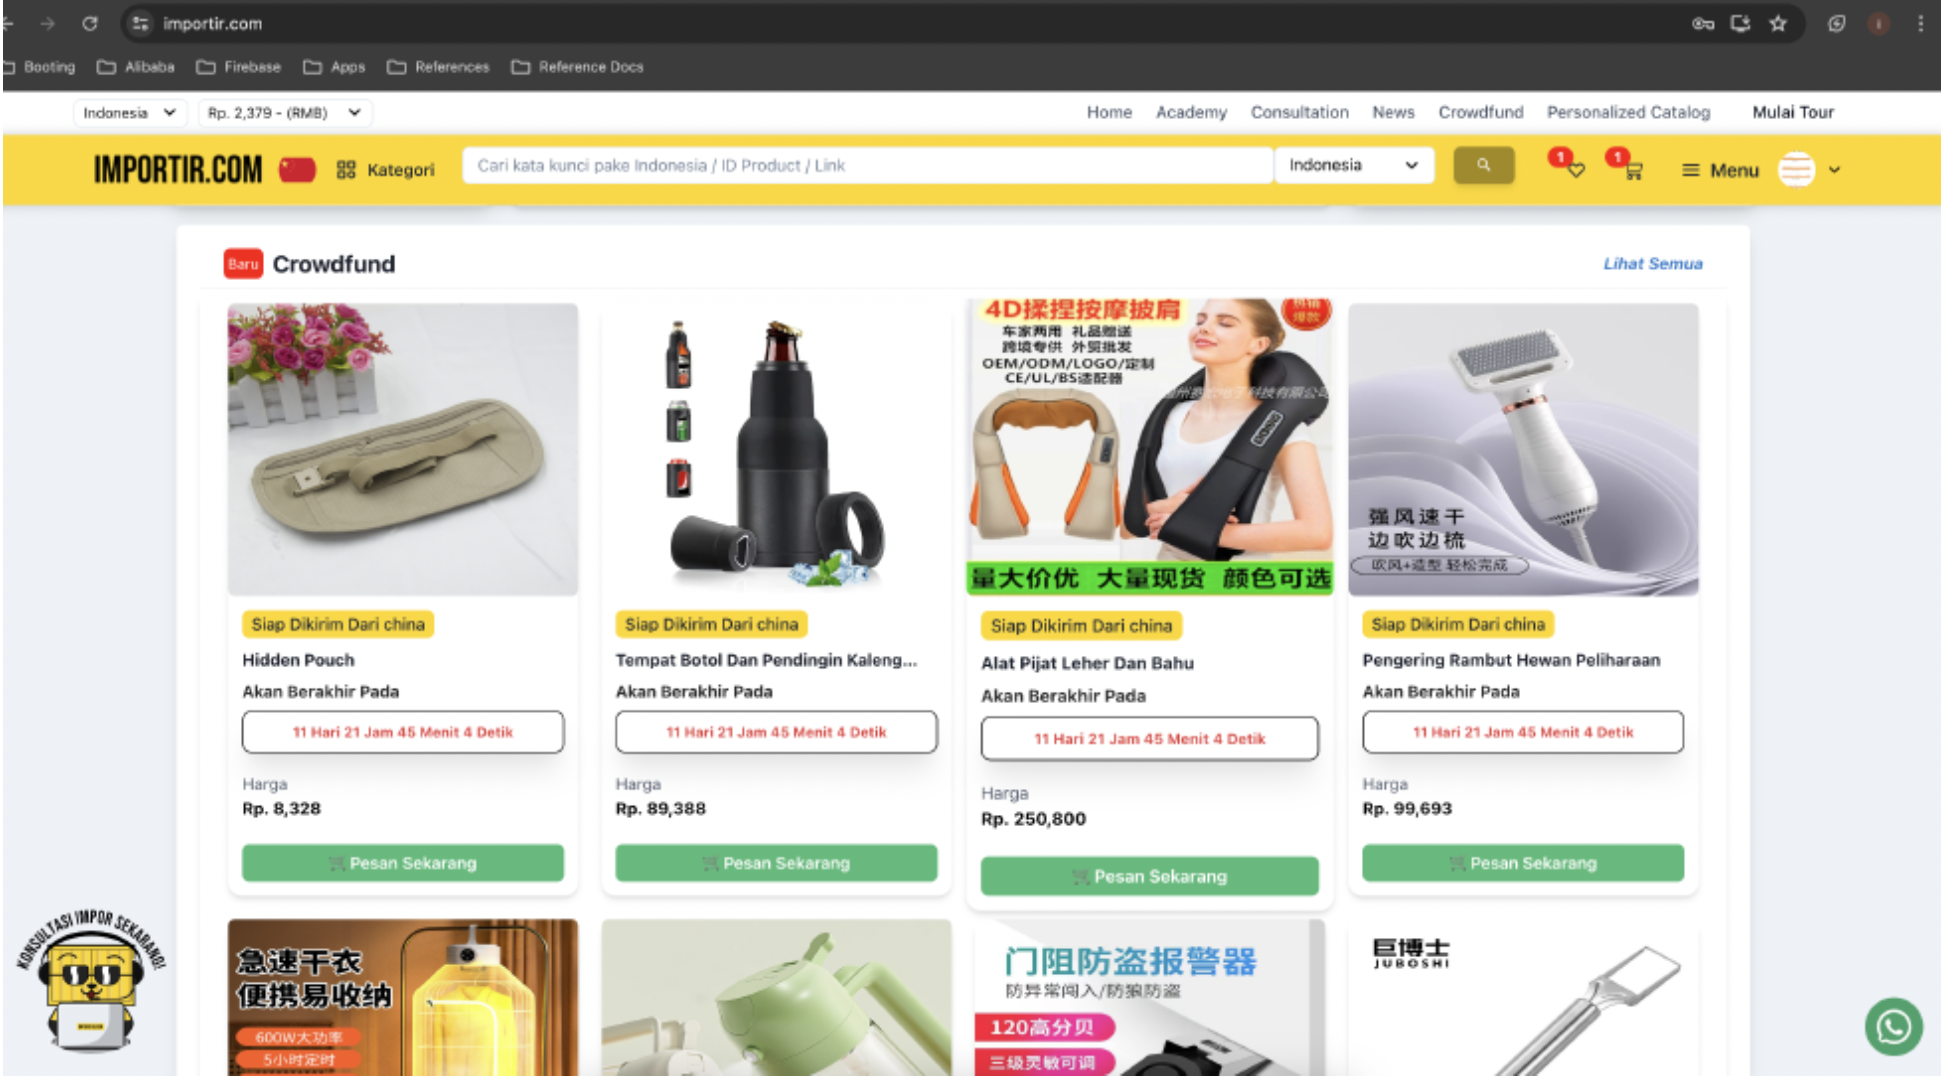 importir.com
Booting Alibaba Firebase Apps References Reference Docs
Indonesia Rp. 2,379 - (RMB) Home Academy Consultation News Crowdfund Personalized Catalog Mulai Tour
IMPORTIR.COM Kategori Cari kata kunci pake Indonesia / ID Product / Link Indonesia 1 1 Menu
Baru Crowdfund Lihat Semua
4D揉捏按摩披肩
热销
爆款
车家两用 礼品赠送
跨境专供 外贸批发
OEM/ODM/LOGO/定制
CE/UL/BS适配器
量大价优 大量现货 颜色可选
强风速干
边吹边梳
吹风+造型 轻松完成
Siap Dikirim Dari china Siap Dikirim Dari china Siap Dikirim Dari china Siap Dikirim Dari china
Hidden Pouch Tempat Botol Dan Pendingin Kaleng... Alat Pijat Leher Dan Bahu Pengering Rambut Hewan Peliharaan
Akan Berakhir Pada Akan Berakhir Pada Akan Berakhir Pada Akan Berakhir Pada
11 Hari 21 Jam 45 Menit 4 Detik 11 Hari 21 Jam 45 Menit 4 Detik 11 Hari 21 Jam 45 Menit 4 Detik 11 Hari 21 Jam 45 Menit 4 Detik
Harga Harga Harga Harga
Rp. 8,328 Rp. 89,388 Rp. 250,800 Rp. 99,693
Pesan Sekarang Pesan Sekarang Pesan Sekarang Pesan Sekarang
KONSULTASI IMPOR SEKARANG!
急速干衣
便携易收纳
600W大功率
5小时定时
门阻防盗报警器
防异常闯入/防狼防盗
120高分贝
三级灵敏可调
巨博士
JUBOSHI